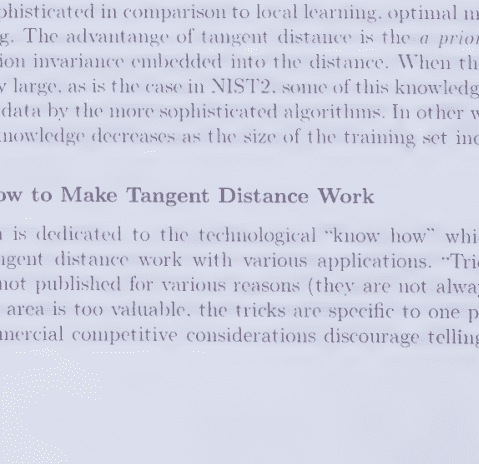 phisticated in comparison to local learning, optimal m
g. The advantange of tangent distance is the a prior
ion invariance embedded into the distance. When th
y large, as is the case in NIST2, some of this knowledg
data by the more sophisticated algorithms. In other w
nowledge decreases as the size of the training set inc
ow to Make Tangent Distance Work
n is dedicated to the technological “know how” whi
ngent distance work with various applications. “Tric
not published for various reasons (they are not alway
area is too valuable, the tricks are specific to one p
mercial competitive considerations discourage telling